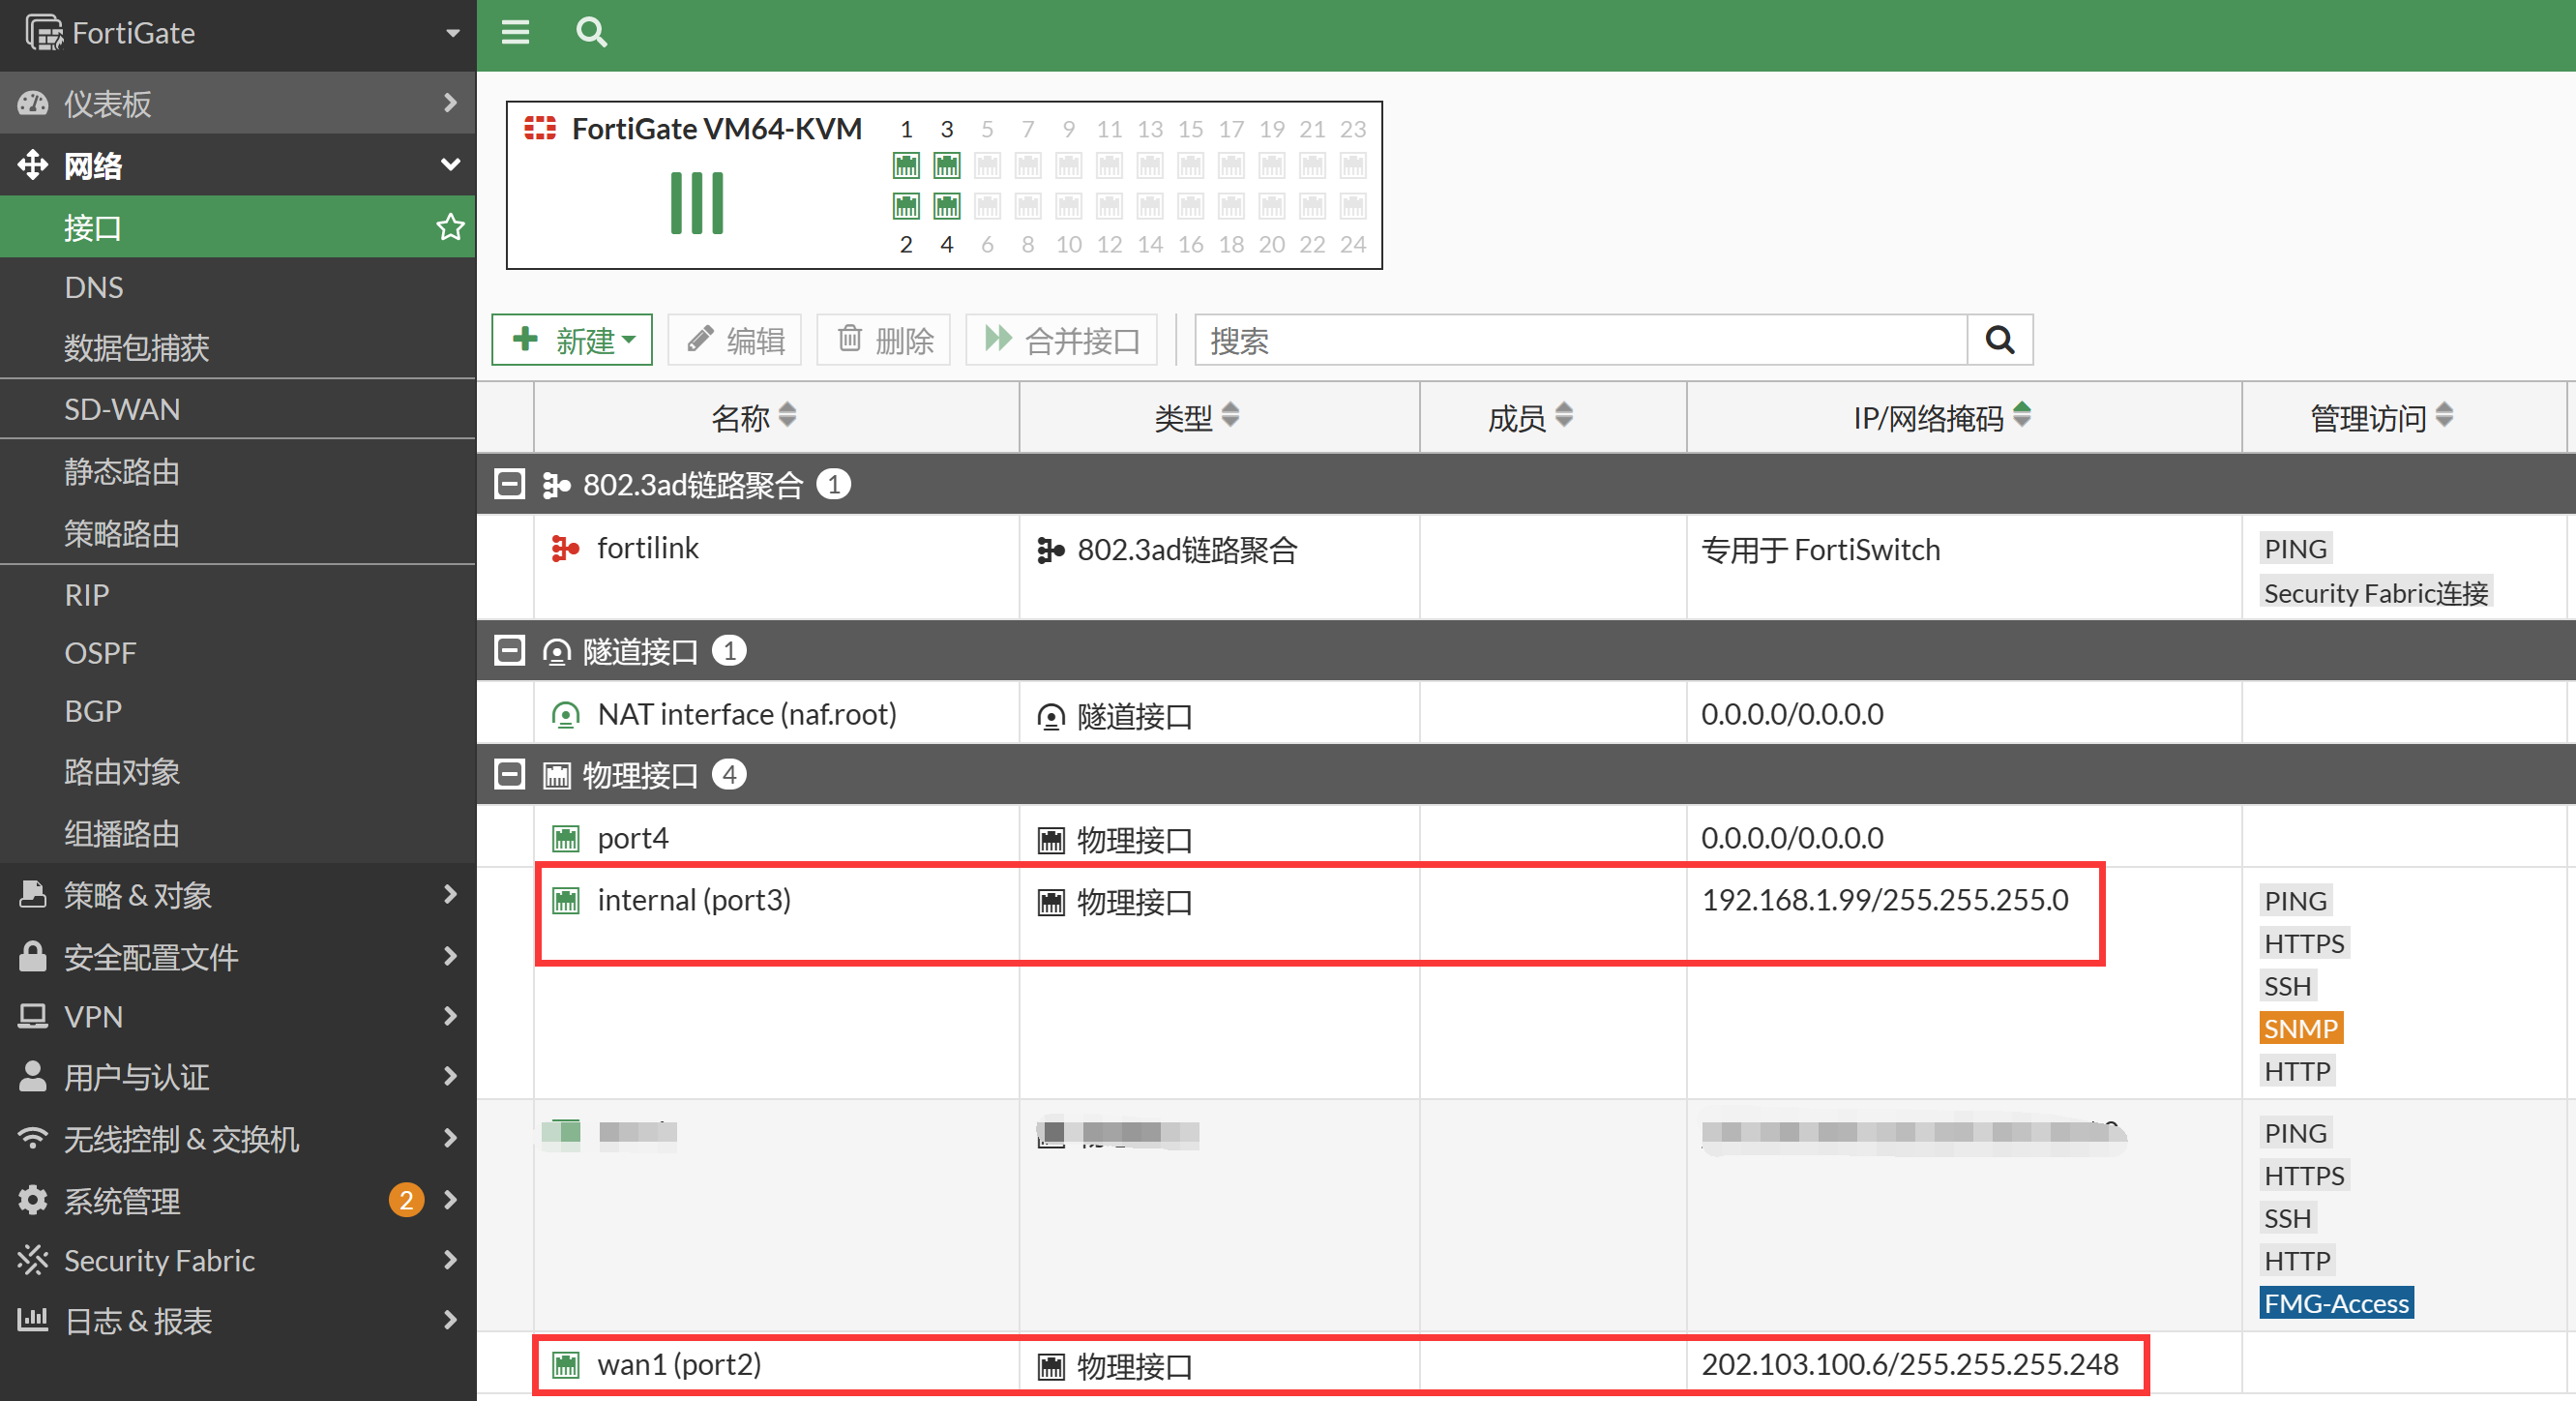 FortiGate
仪表板
网络
接口
DNS
数据包捕获
SD-WAN
静态路由
策略路由
RIP
OSPF
BGP
路由对象
组播路由
策略 & 对象
安全配置文件
VPN
用户与认证
无线控制 & 交换机
系统管理 2
Security Fabric
日志 & 报表
FortiGate VM64-KVM
1 3 5 7 9 11 13 15 17 19 21 23
2 4 6 8 10 12 14 16 18 20 22 24
新建 编辑 删除 合并接口 搜索
名称 类型 成员 IP/网络掩码 管理访问
802.3ad链路聚合 1
fortilink 802.3ad链路聚合 专用于 FortiSwitch PING
Security Fabric连接
隧道接口 1
NAT interface (naf.root) 隧道接口 0.0.0.0/0.0.0.0
物理接口 4
port4 物理接口 0.0.0.0/0.0.0.0
internal (port3) 物理接口 192.168.1.99/255.255.255.0 PING
HTTPS
SSH
SNMP
HTTP
PING
HTTPS
SSH
HTTP
FMG-Access
wan1 (port2) 物理接口 202.103.100.6/255.255.255.248